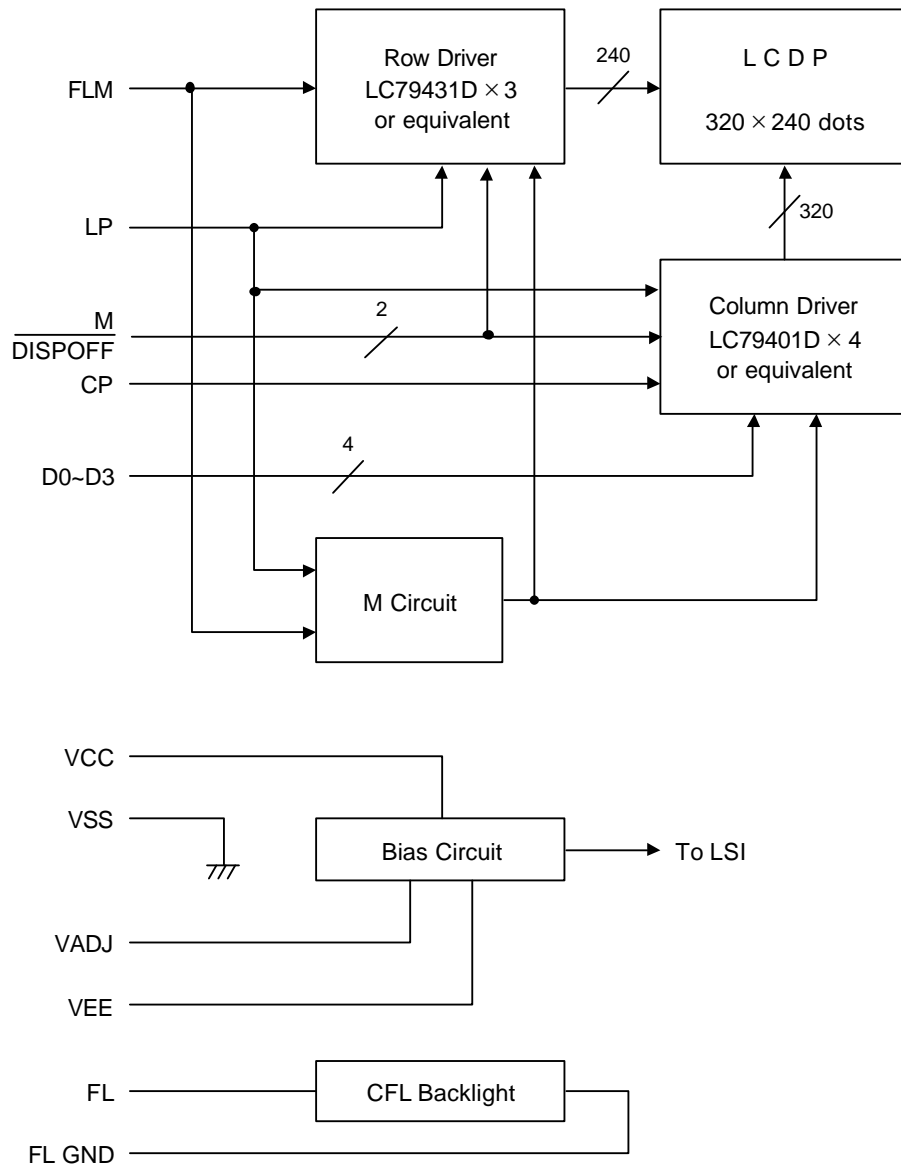 Row Driver
LC79431D × 3
or equivalent
240
L C D P
320 × 240 dots
FLM
LP
320
M
DISPOFF
2
Column Driver
LC79401D × 4
or equivalent
CP
4
D0~D3
M Circuit
VCC
VSS
Bias Circuit
To LSI
VADJ
VEE
FL
CFL Backlight
FL GND